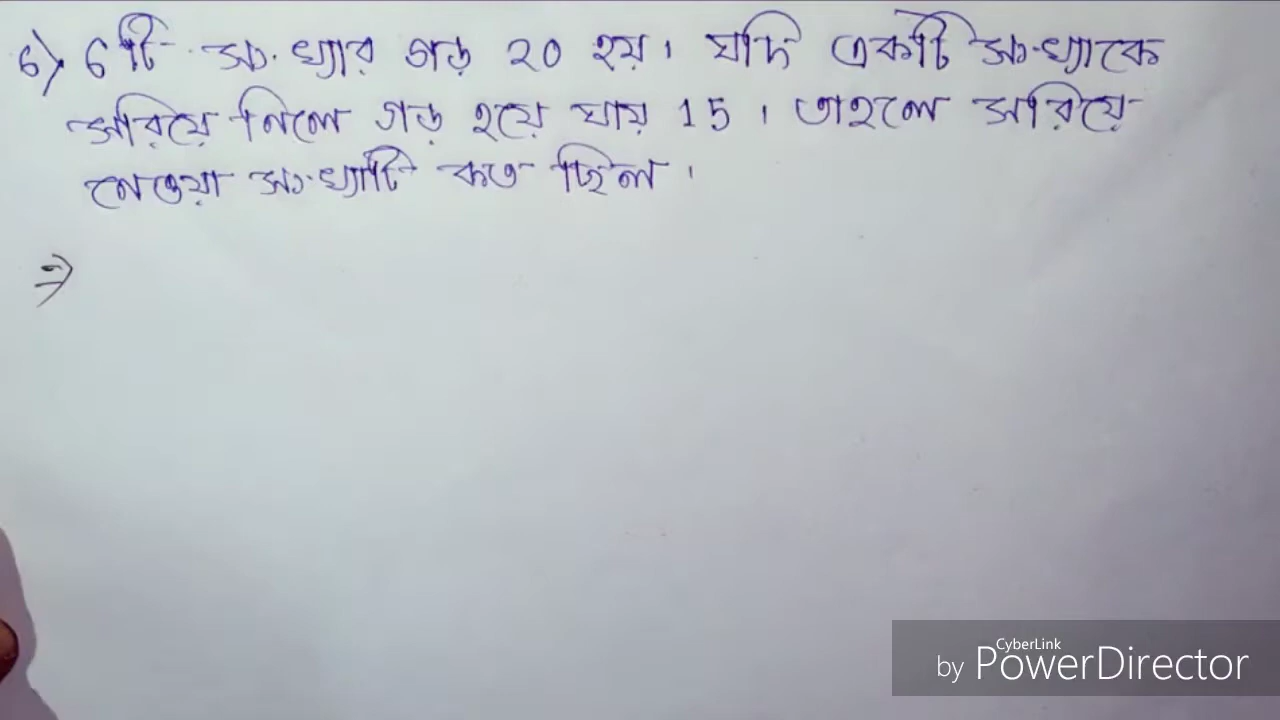 6) 6টি সংখ্যার গড় 20 হয়। যদি একটি সংখ্যাকে
সরিয়ে নিলে গড় হয়ে যায় 15। তাহলে সরিয়ে
নেওয়া সংখ্যাটি কত ছিল।
⇒
CyberLink
by PowerDirector